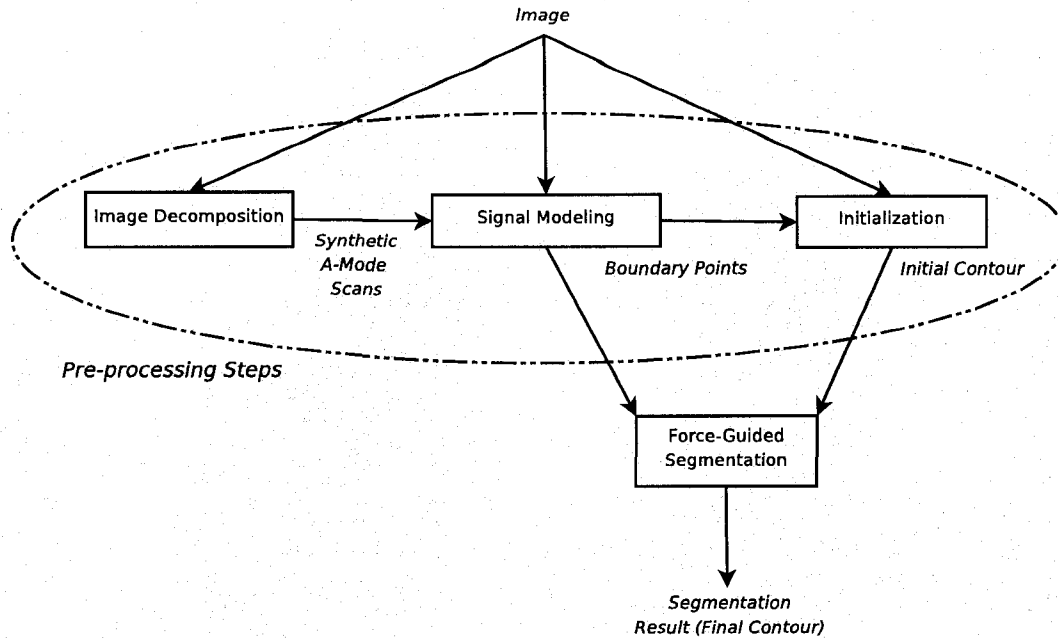 Image
Image Decomposition
Signal Modeling
Initialization
Synthetic
A-Mode
Scans
Boundary Points
Initial Contour
Pre-processing Steps
Force-Guided
Segmentation
Segmentation
Result (Final Contour)